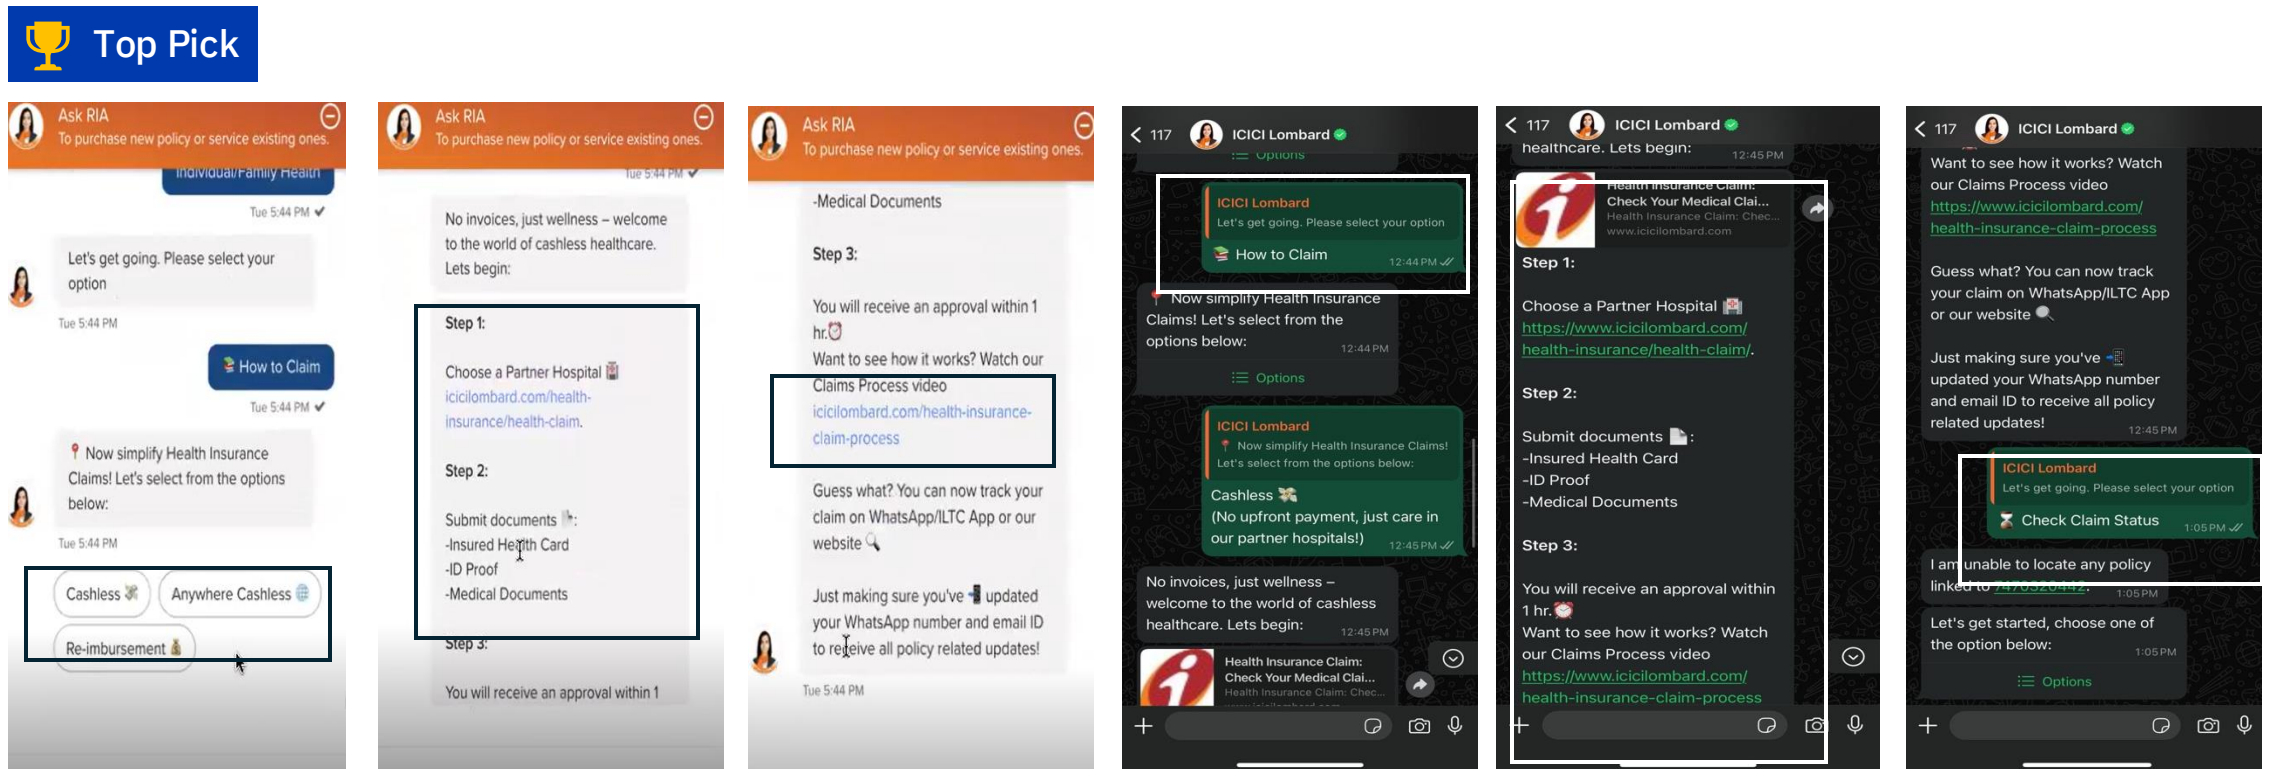 Top Pick
Ask RIA
To purchase new policy or service existing ones.
Individual/Family Health
Tue 5:44 PM
Let's get going. Please select your
option
Tue 5:44 PM
How to Claim
Tue 5:44 PM
Now simplify Health Insurance
Claims! Let's select from the options
below:
Tue 5:44 PM
Cashless
Anywhere Cashless
Re-imbursement
Ask RIA
To purchase new policy or service existing ones.
Tue 5:44 PM
No invoices, just wellness – welcome
to the world of cashless healthcare.
Lets begin:
Step 1:
Choose a Partner Hospital
icicilombard.com/health-
insurance/health-claim.
Step 2:
Submit documents :
-Insured Health Card
-ID Proof
-Medical Documents
Step 3:
You will receive an approval within 1
Ask RIA
To purchase new policy or service existing ones.
-Medical Documents
Step 3:
You will receive an approval within 1
hr.
Want to see how it works? Watch our
Claims Process video
icicilombard.com/health-insurance-
claim-process
Guess what? You can now track your
claim on WhatsApp/ILTC App or our
website
Just making sure you've updated
your WhatsApp number and email ID
to receive all policy related updates!
Tue 5:44 PM
117 ICICI Lombard
Options
ICICI Lombard
Let's get going. Please select your option
How to Claim
12:44 PM
Now simplify Health Insurance
Claims! Let's select from the
options below:
12:44 PM
Options
ICICI Lombard
Now simplify Health Insurance Claims!
Let's select from the options below:
Cashless
(No upfront payment, just care in
our partner hospitals!)
12:45 PM
No invoices, just wellness –
welcome to the world of cashless
healthcare. Lets begin:
12:45 PM
Health Insurance Claim:
Check Your Medical Clai...
Health Insurance Claim: Chec...
117 ICICI Lombard
healthcare. Lets begin:
12:45 PM
Health Insurance Claim:
Check Your Medical Clai...
Health Insurance Claim: Chec...
www.icicilombard.com
Step 1:
Choose a Partner Hospital
https://www.icicilombard.com/
health-insurance/health-claim/.
Step 2:
Submit documents :
-Insured Health Card
-ID Proof
-Medical Documents
Step 3:
You will receive an approval within
1 hr.
Want to see how it works? Watch
our Claims Process video
https://www.icicilombard.com/
health-insurance-claim-process
117 ICICI Lombard
Want to see how it works? Watch
our Claims Process video
https://www.icicilombard.com/
health-insurance-claim-process
Guess what? You can now track
your claim on WhatsApp/ILTC App
or our website
Just making sure you've
updated your WhatsApp number
and email ID to receive all policy
related updates!
12:45 PM
ICICI Lombard
Let's get going. Please select your option
Check Claim Status
1:05 PM
I am unable to locate any policy
linked to
1:05 PM
Let's get started, choose one of
the option below:
1:05 PM
Options